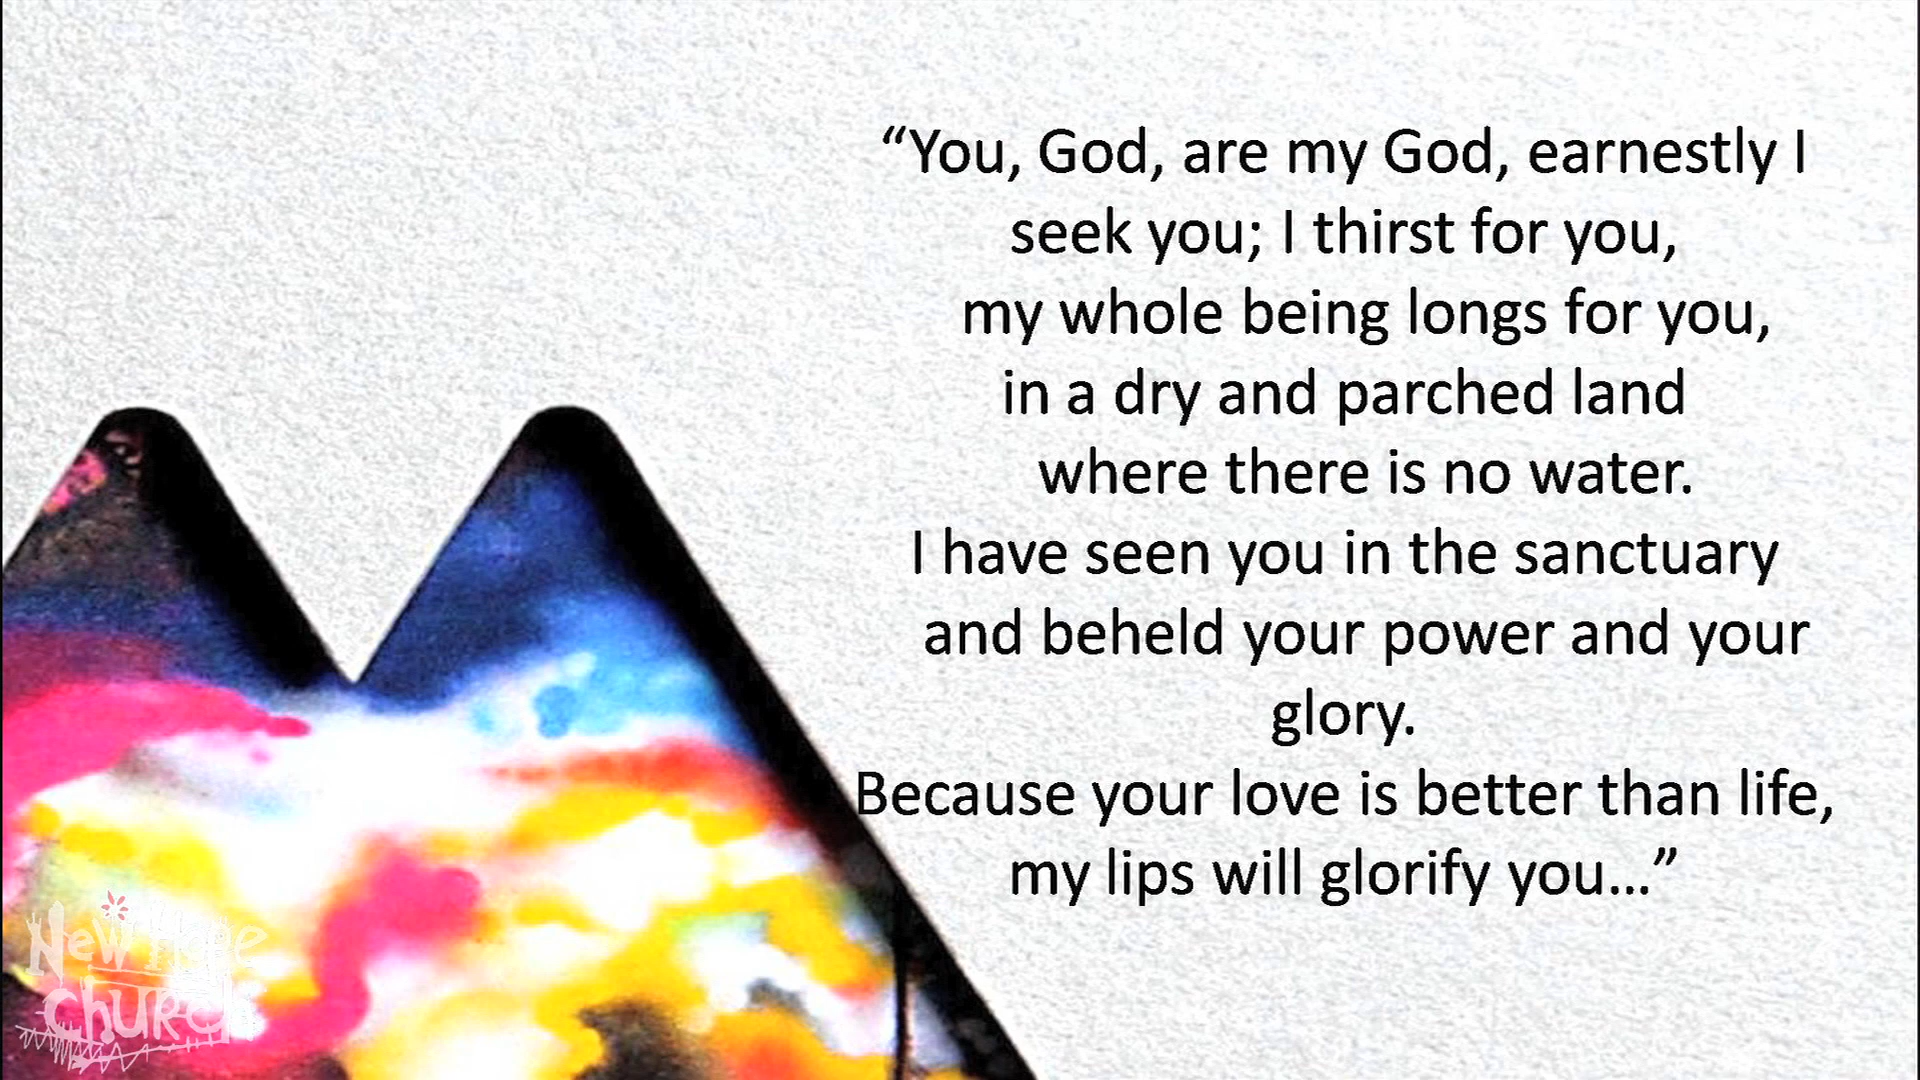 “You, God, are my God, earnestly I
seek you; I thirst for you,
my whole being longs for you,
in a dry and parched land
where there is no water.
I have seen you in the sanctuary
and beheld your power and your
glory.
Because your love is better than life,
my lips will glorify you…”
New Hope
Church